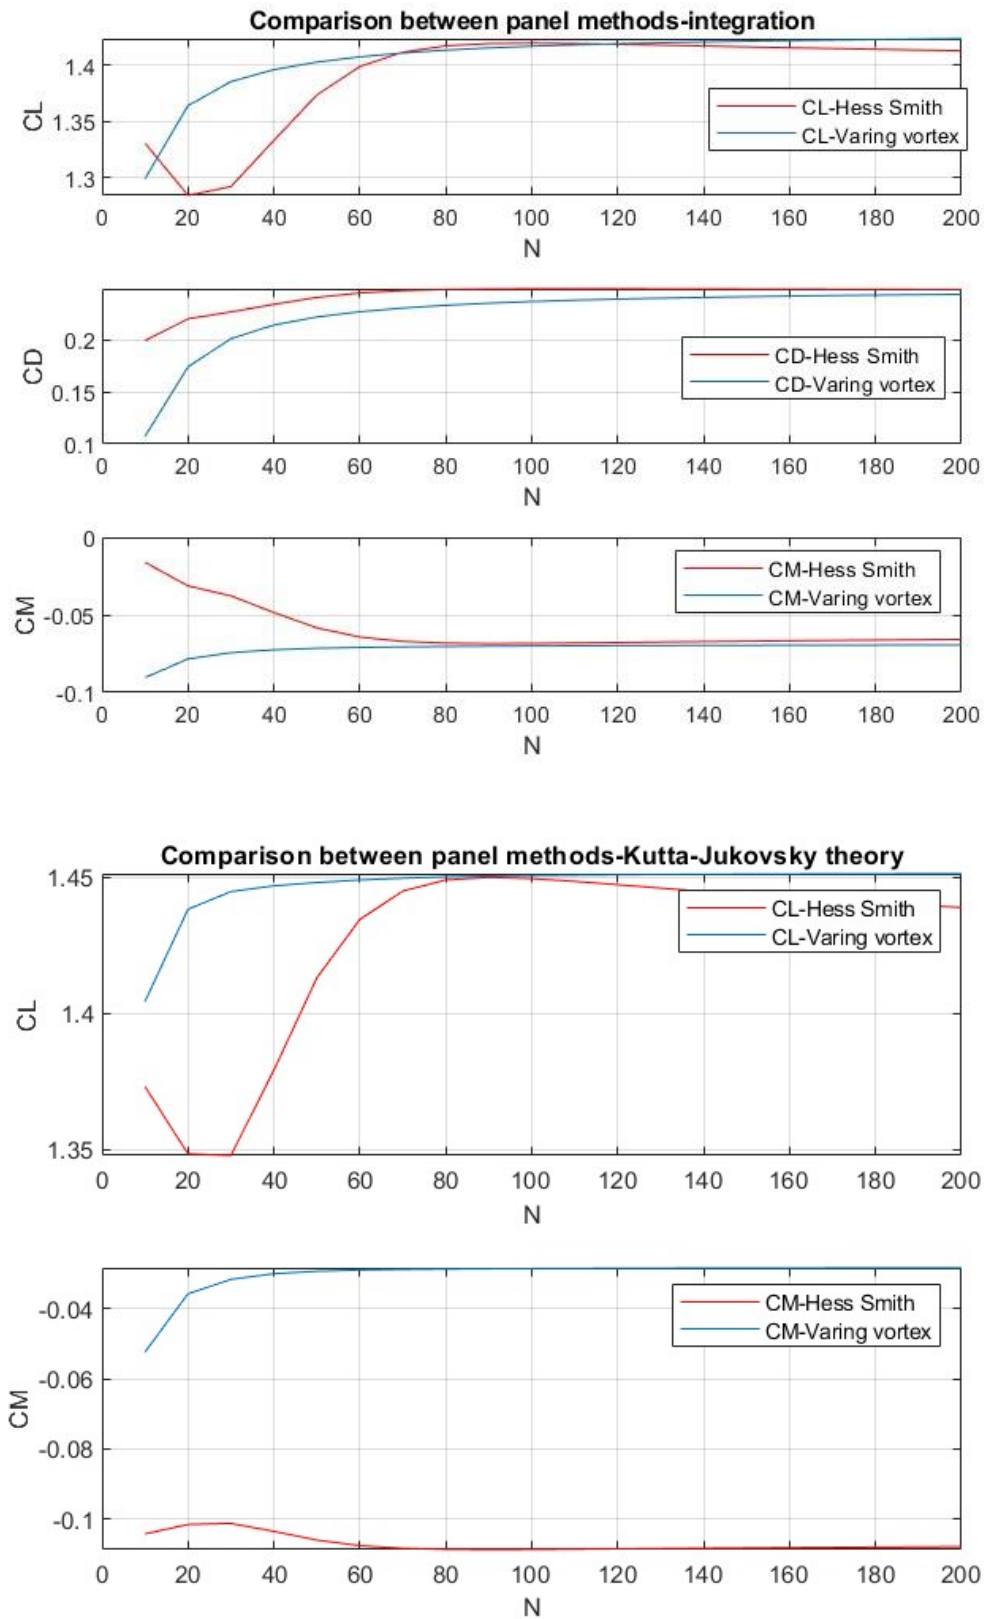 Comparison between panel methods-integration
1.4
1.35
1.3
CL
CL-Hess Smith
CL-Varing vortex
0 20 40 60 80 100 120 140 160 180 200
N
0.2
0.15
0.1
CD
CD-Hess Smith
CD-Varing vortex
0 20 40 60 80 100 120 140 160 180 200
N
0
-0.05
-0.1
CM
CM-Hess Smith
CM-Varing vortex
0 20 40 60 80 100 120 140 160 180 200
N
Comparison between panel methods-Kutta-Jukovsky theory
1.45
1.4
1.35
CL
CL-Hess Smith
CL-Varing vortex
0 20 40 60 80 100 120 140 160 180 200
N
-0.04
-0.06
-0.08
-0.1
CM
CM-Hess Smith
CM-Varing vortex
0 20 40 60 80 100 120 140 160 180 200
N